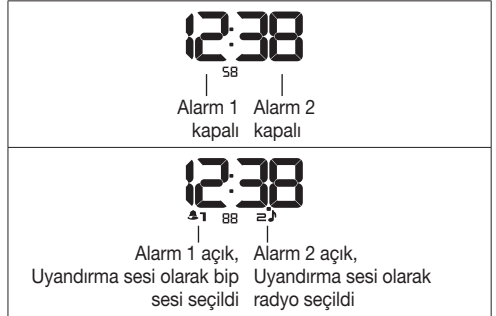 12:38
58
Alarm 1 Alarm 2
kapalı kapalı
12:38
1 88 2
Alarm 1 açık, Alarm 2 açık,
Uyandırma sesi olarak bip Uyandırma sesi olarak
sesi seçildi radyo seçildi